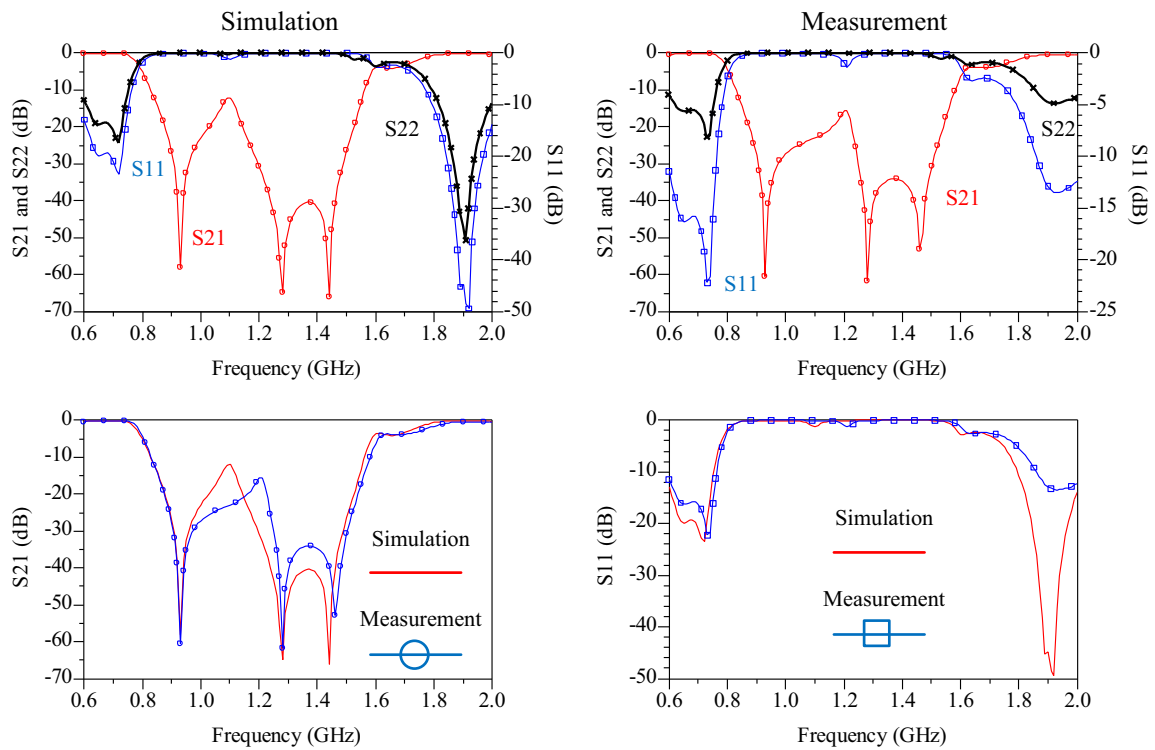 Simulation
0
-10
-20
-30
-40
-50
-60
-70
S21 and S22 (dB)
0
-10
-20
-30
-40
-50
S11 (dB)
S22
S11
S21
0.6 0.8 1.0 1.2 1.4 1.6 1.8 2.0
Frequency (GHz)
Measurement
0
-10
-20
-30
-40
-50
-60
-70
S21 and S22 (dB)
0
-5
-10
-15
-20
-25
S11 (dB)
S22
S21
S11
0.6 0.8 1.0 1.2 1.4 1.6 1.8 2.0
Frequency (GHz)
0
-10
-20
-30
-40
-50
-60
-70
S21 (dB)
Simulation
Measurement
0.6 0.8 1.0 1.2 1.4 1.6 1.8 2.0
Frequency (GHz)
0
-10
-20
-30
-40
-50
S11 (dB)
Simulation
Measurement
0.6 0.8 1.0 1.2 1.4 1.6 1.8 2.0
Frequency (GHz)